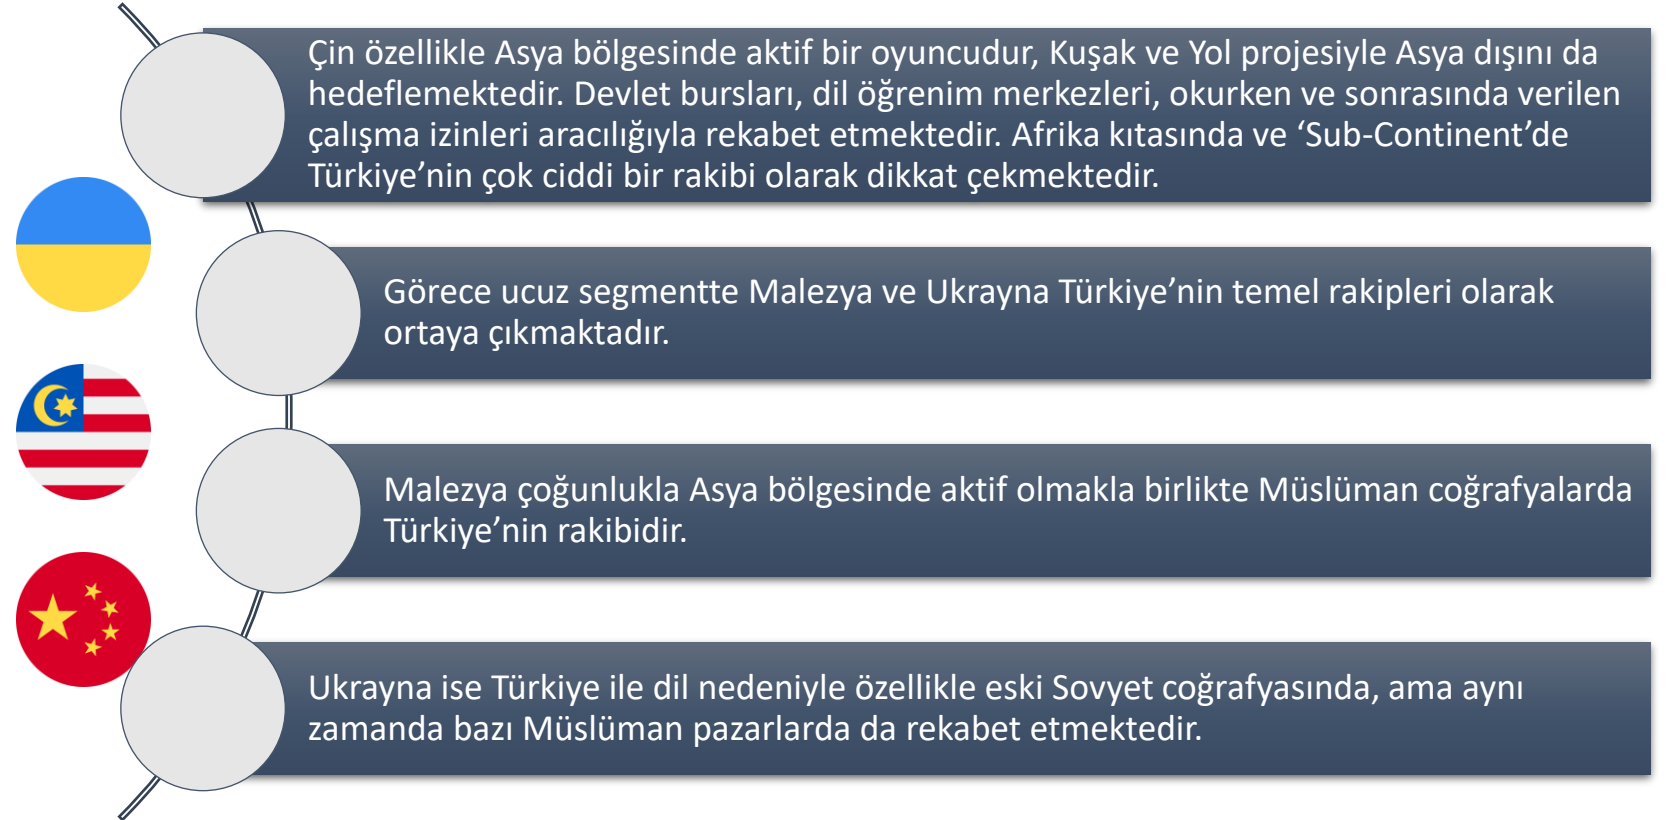 Çin özellikle Asya bölgesinde aktif bir oyuncudur, Kuşak ve Yol projesiyle Asya dışını da
hedeflemektedir. Devlet bursları, dil öğrenim merkezleri, okurken ve sonrasında verilen
çalışma izinleri aracılığıyla rekabet etmektedir. Afrika kıtasında ve ‘Sub-Continent’de
Türkiye’nin çok ciddi bir rakibi olarak dikkat çekmektedir.
Görece ucuz segmentte Malezya ve Ukrayna Türkiye’nin temel rakipleri olarak
ortaya çıkmaktadır.
Malezya çoğunlukla Asya bölgesinde aktif olmakla birlikte Müslüman coğrafyalarda
Türkiye’nin rakibidir.
Ukrayna ise Türkiye ile dil nedeniyle özellikle eski Sovyet coğrafyasında, ama aynı
zamanda bazı Müslüman pazarlarda da rekabet etmektedir.